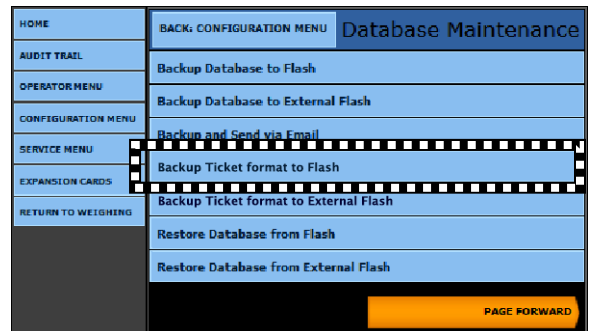 HOME
AUDIT TRAIL
OPERATOR MENU
CONFIGURATION MENU
SERVICE MENU
EXPANSION CARDS
RETURN TO WEIGHING
BACK: CONFIGURATION MENU
Database Maintenance
Backup Database to Flash
Backup Database to External Flash
Backup and Send via Email
Backup Ticket format to Flash
Backup Ticket format to External Flash
Restore Database from Flash
Restore Database from External Flash
PAGE FORWARD